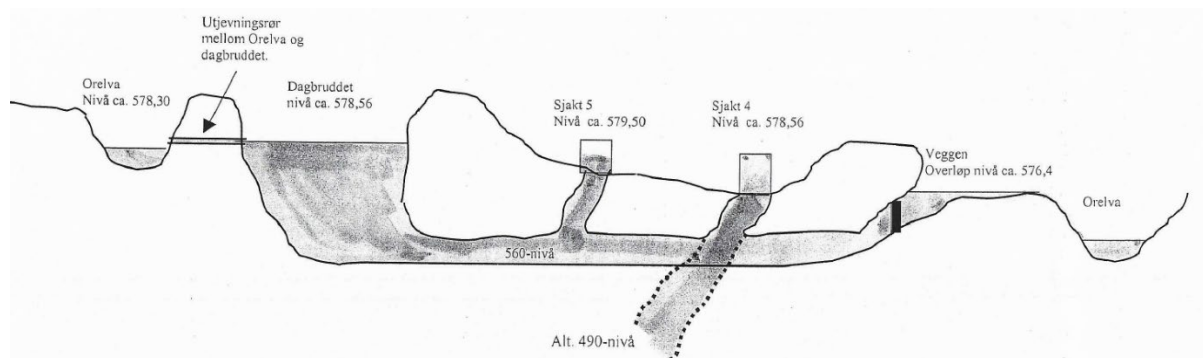 Utjevningsrør
mellom Orelva og
dagbruddet.
Orelva
Nivå ca. 578,30
Dagbruddet
nivå ca. 578,56
Sjakt 5
Nivå ca. 579,50
Sjakt 4
Nivå ca. 578,56
Veggen
Overløp nivå ca. 576,4
Orelva
560-nivå
Alt. 490-nivå